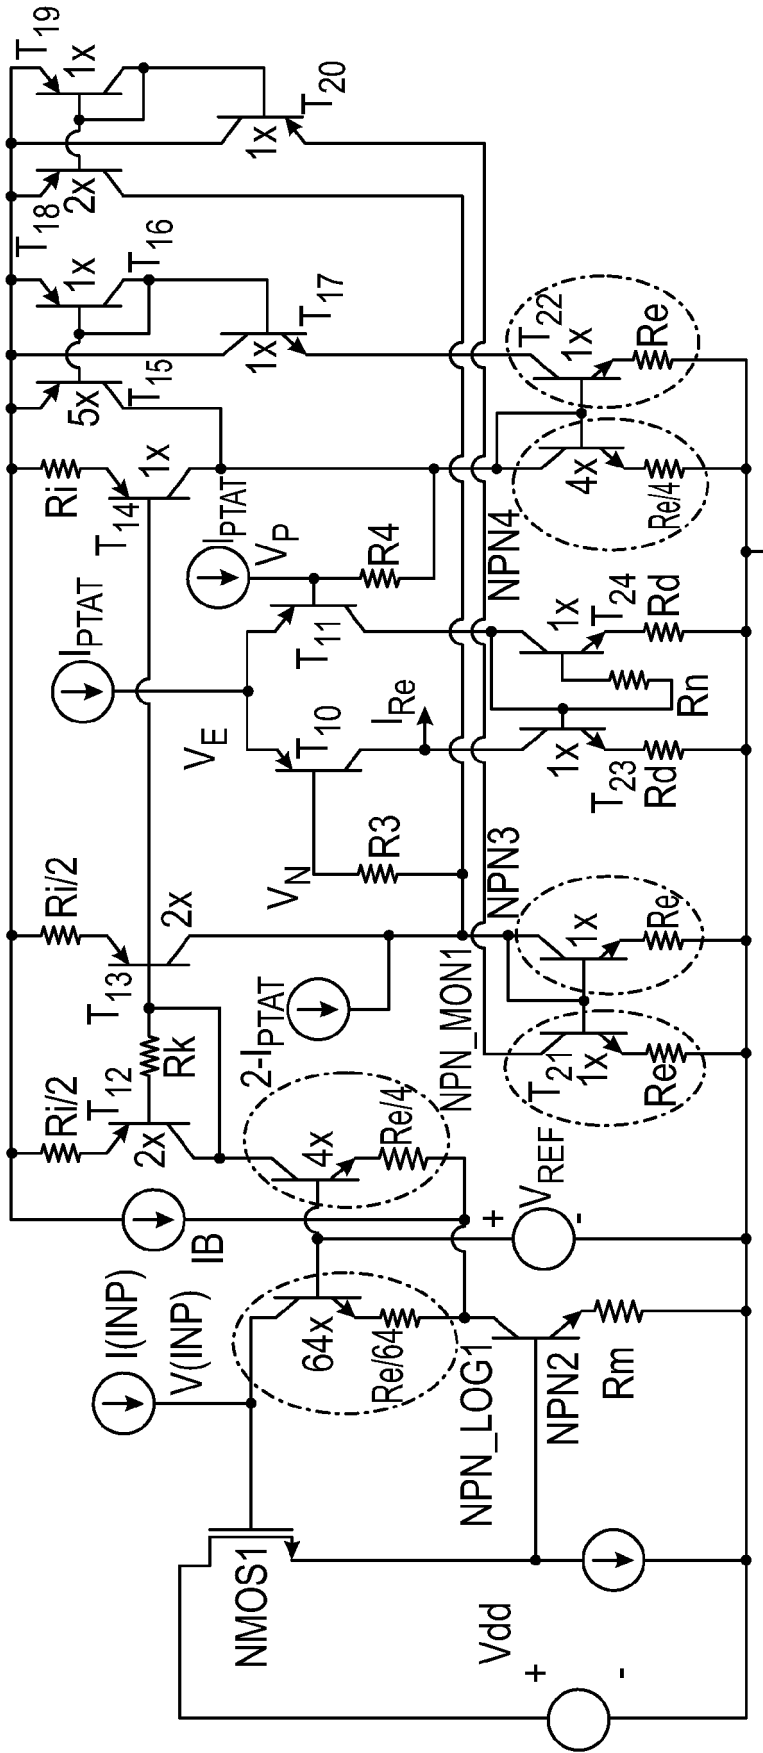 T19
1x
T20
1x
T18
2x
T16
1x
T17
1x
T15
5x
T22
1x
Re
Ri
T14
1x
4x
Re/4
NPN4
IPTAT
VP
R4
IPTAT
T11
T24
1x
Rd
Rn
VE
T10
IRe
1x
T23
Rd
VN
R3
Ri/2
T13
2x
NPN3
1x
Re
2-IPTAT
NPN_MON1
T21
1x
Re
Rk
Ri/2
T12
2x
4x
Re/4
IB
+
VREF
-
I(INP)
V(INP)
64x
Re/64
NPN_LOG1
NPN2
Rm
NMOS1
Vdd
+
-